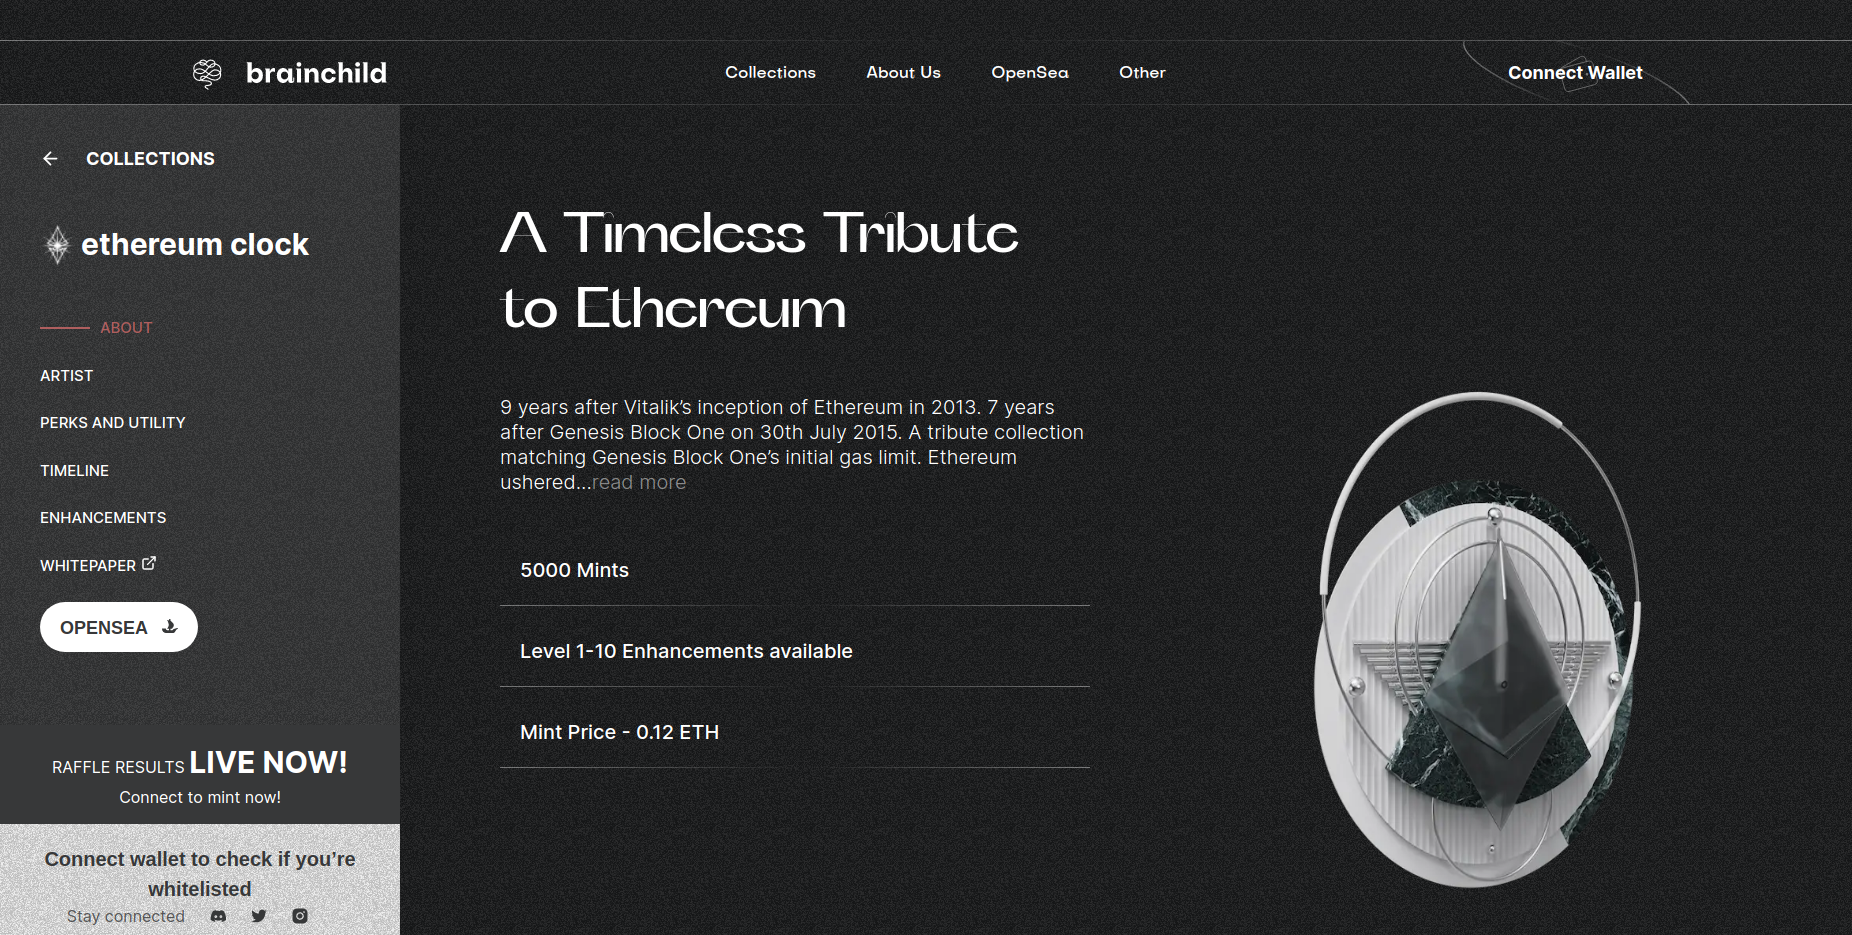 brainchild
Collections
About Us
OpenSea
Other
Connect Wallet
COLLECTIONS
ethereum clock
ABOUT
ARTIST
PERKS AND UTILITY
TIMELINE
ENHANCEMENTS
WHITEPAPER
OPENSEA
RAFFLE RESULTS LIVE NOW!
Connect to mint now!
Connect wallet to check if you’re
whitelisted
Stay connected
A Timeless Tribute
to Ethereum
9 years after Vitalik’s inception of Ethereum in 2013. 7 years
after Genesis Block One on 30th July 2015. A tribute collection
matching Genesis Block One’s initial gas limit. Ethereum
ushered...read more
5000 Mints
Level 1-10 Enhancements available
Mint Price - 0.12 ETH